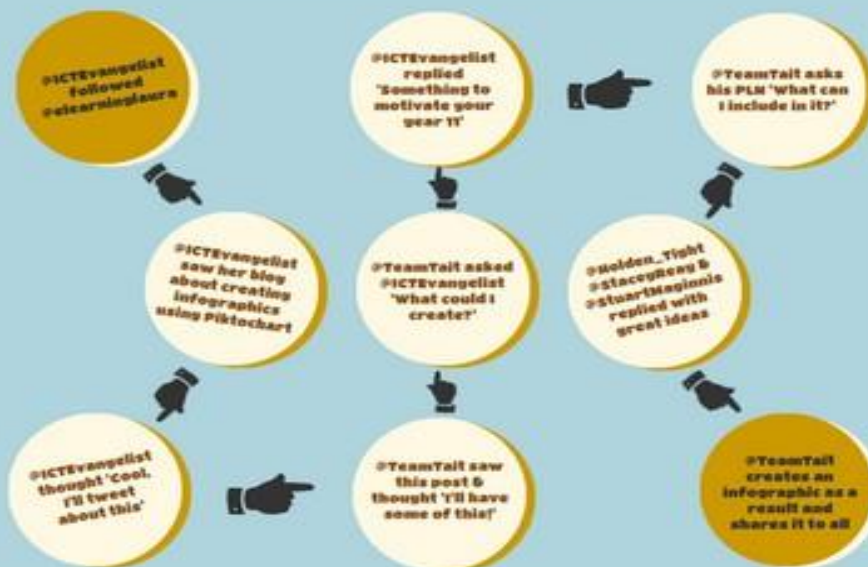 @ICTEvangelist
followed
@elearninglaura
@ICTEvangelist
saw her blog
about creating
infographics
using Piktochart
@ICTEvangelist
thought 'Cool,
I'll tweet
about this'
@TeamTait saw
this post &
thought 'I'll have
some of this!'
@TeamTait asked
@ICTEvangelist
'What could I
create?'
@ICTEvangelist
replied
'Something to
motivate your
year 11'
@TeamTait asks
his PLN 'What can
I include in it?'
@Holden_Tight
@StaceyReay &
@StuartMaginnis
replied with
great ideas
@TeamTait
creates an
infographic as a
result and
shares it to all